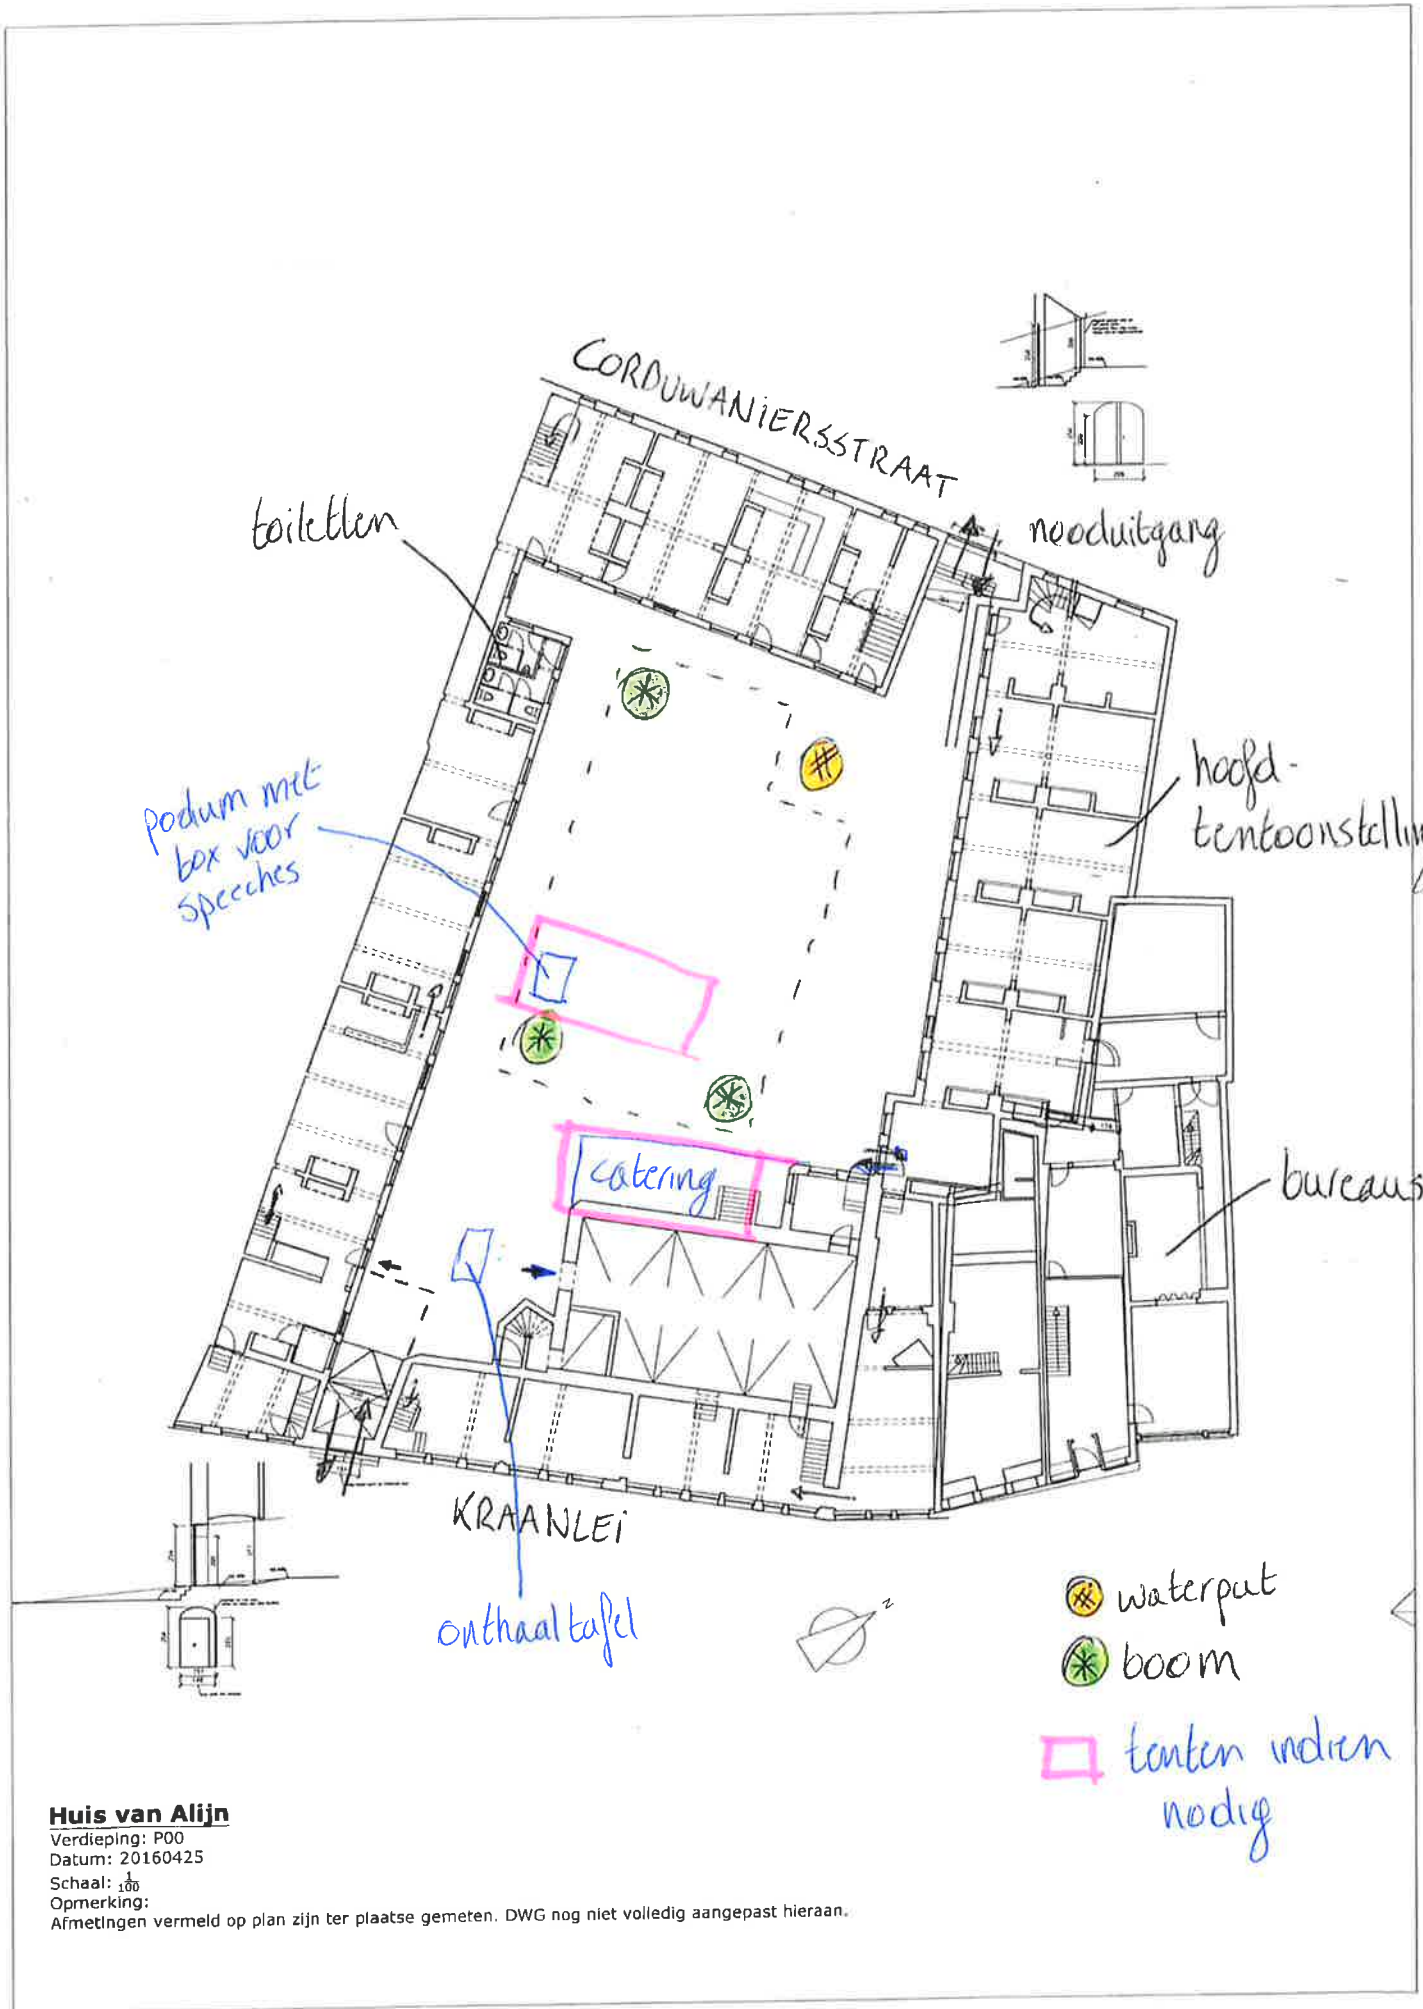 CORDUWANIERSSTRAAT
toiletten
nooduitgang
podium met
box voor
speeches
hoofd-
tentoonstelling
catering
bureaus
KRAANLEI
onthaaltafel
z
waterput
boom
tenten indien
nodig
Huis van Alijn
Verdieping: P00
Datum: 20160425
Schaal: 1/100
Opmerking:
Afmetingen vermeld op plan zijn ter plaatse gemeten. DWG nog niet volledig aangepast hieraan.